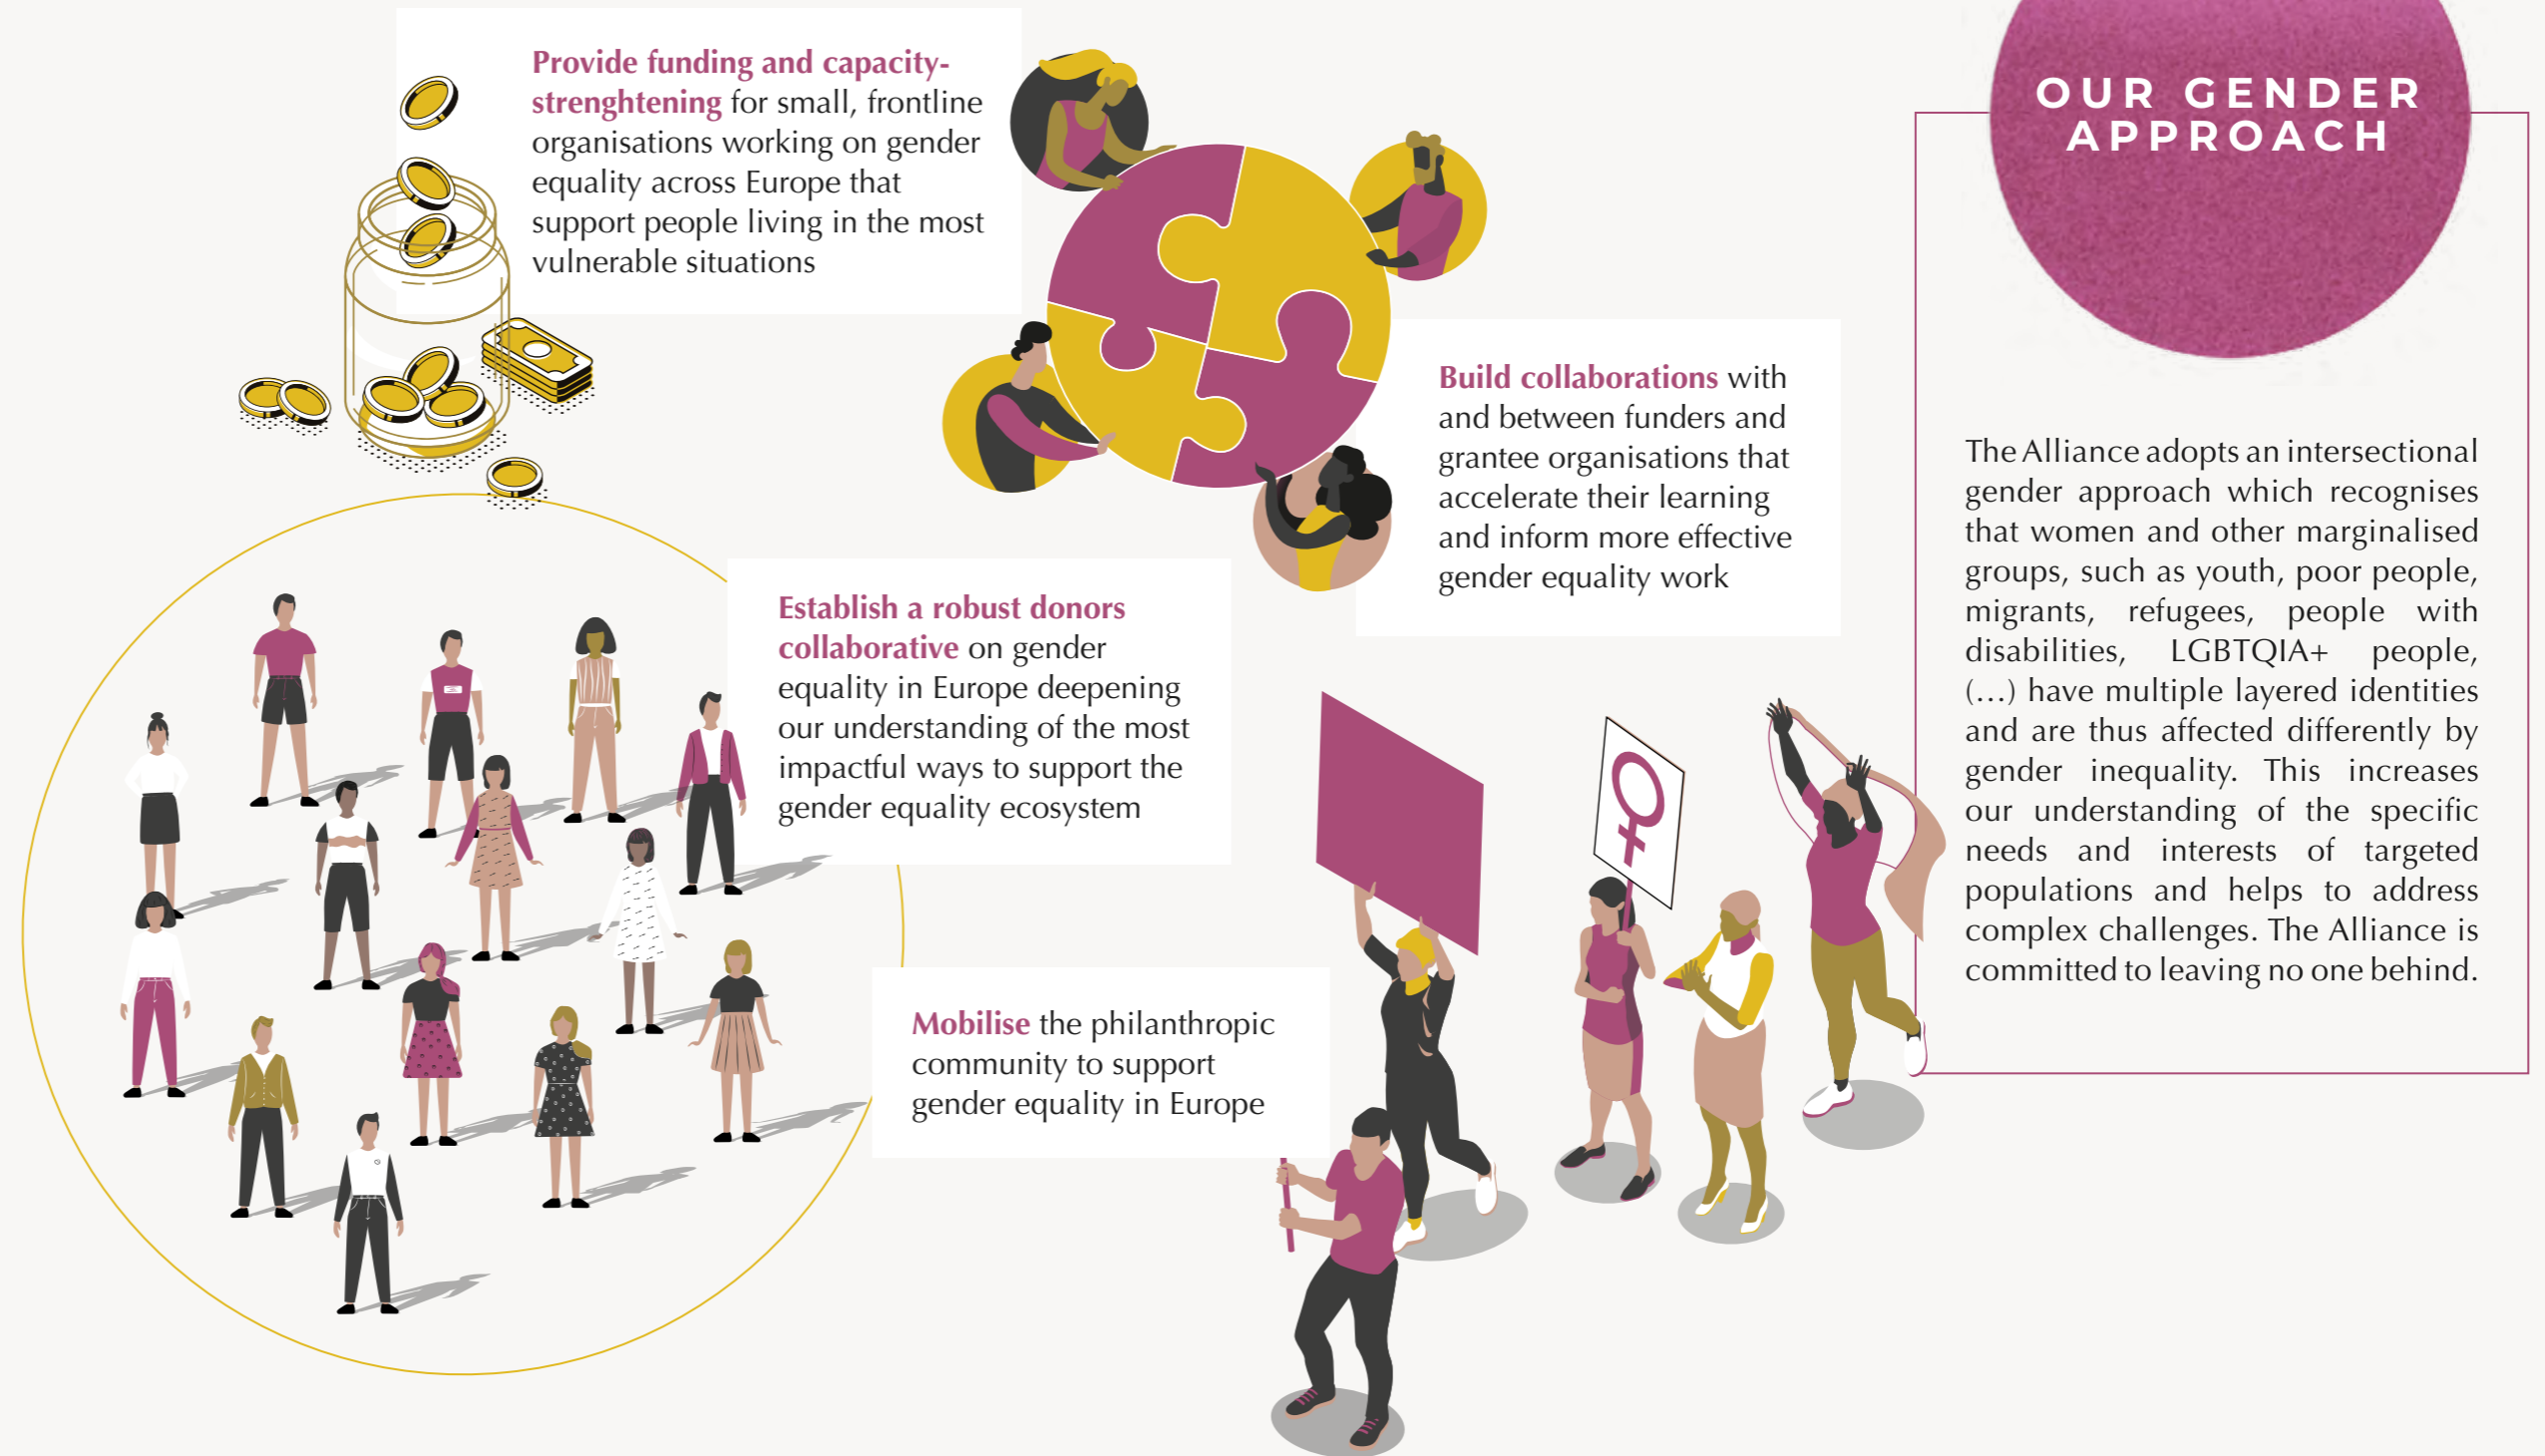 Provide funding and capacity-
strenghtening for small, frontline
organisations working on gender
equality across Europe that
support people living in the most
vulnerable situations
Build collaborations with
and between funders and
grantee organisations that
accelerate their learning
and inform more effective
gender equality work
Establish a robust donors
collaborative on gender
equality in Europe deepening
our understanding of the most
impactful ways to support the
gender equality ecosystem
Mobilise the philanthropic
community to support
gender equality in Europe
OUR GENDER
APPROACH
The Alliance adopts an intersectional
gender approach which recognises
that women and other marginalised
groups, such as youth, poor people,
migrants, refugees, people with
disabilities, LGBTQIA+ people,
(…) have multiple layered identities
and are thus affected differently by
gender inequality. This increases
our understanding of the specific
needs and interests of targeted
populations and helps to address
complex challenges. The Alliance is
committed to leaving no one behind.